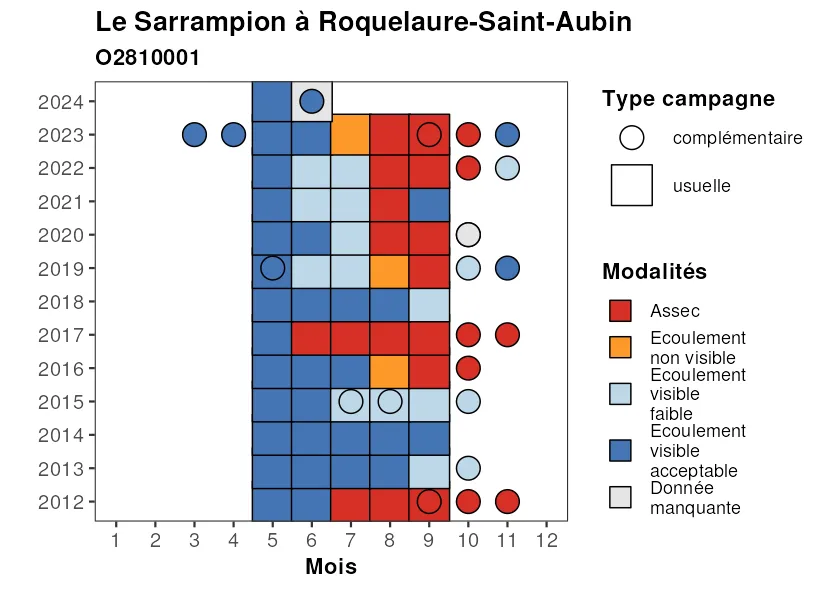 Le Sarrampion à Roquelaure-Saint-Aubin
O2810001
2024
2023
2022
2021
2020
2019
2018
2017
2016
2015
2014
2013
2012
1 2 3 4 5 6 7 8 9 10 11 12
Mois
Type campagne
complémentaire
usuelle
Modalités
Assec
Ecoulement
non visible
Ecoulement
visible
faible
Ecoulement
visible
acceptable
Donnée
manquante